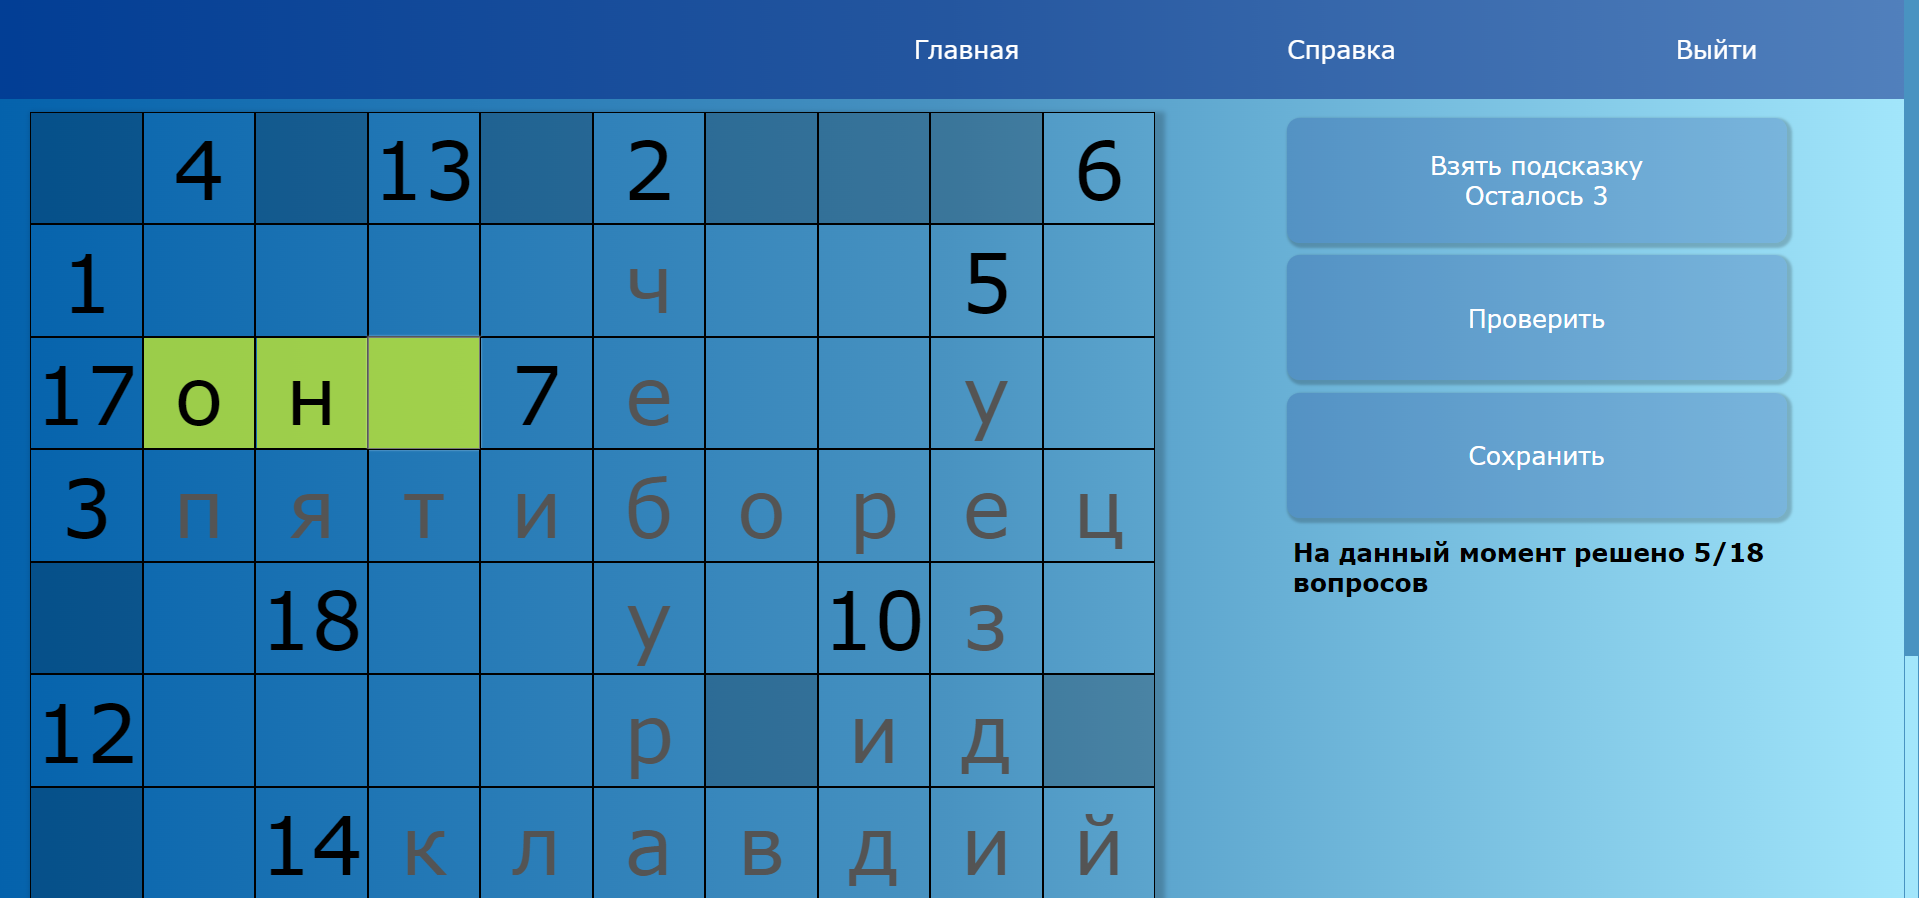 Главная Справка Выйти
4 13 2 6
1 ч 5
17 о н 7 е у
3 п я т и б о р е ц
18 у 10 з
12 р и д
14 к л а в д и й
Взять подсказку
Осталось 3
Проверить
Сохранить
На данный момент решено 5/18
вопросов